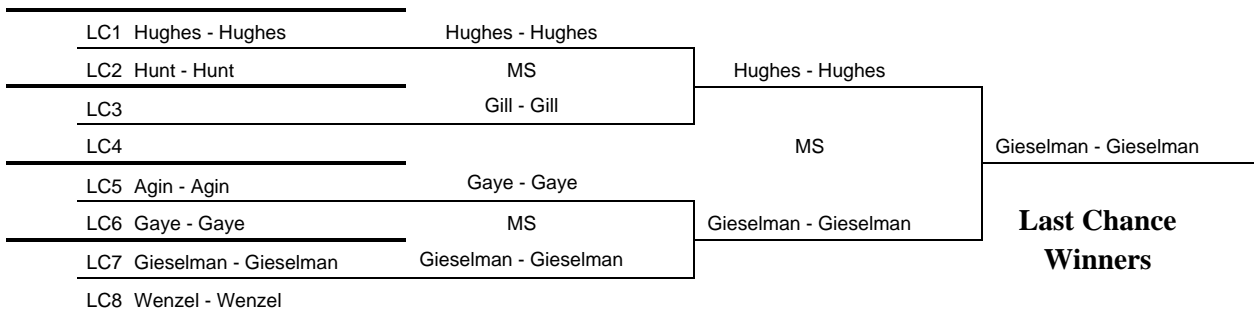 LC1 Hughes - Hughes Hughes - Hughes
LC2 Hunt - Hunt MS Hughes - Hughes
LC3 Gill - Gill
LC4 MS Gieselman - Gieselman
LC5 Agin - Agin Gaye - Gaye
LC6 Gaye - Gaye MS Gieselman - Gieselman Last Chance
LC7 Gieselman - Gieselman Gieselman - Gieselman Winners
LC8 Wenzel - Wenzel